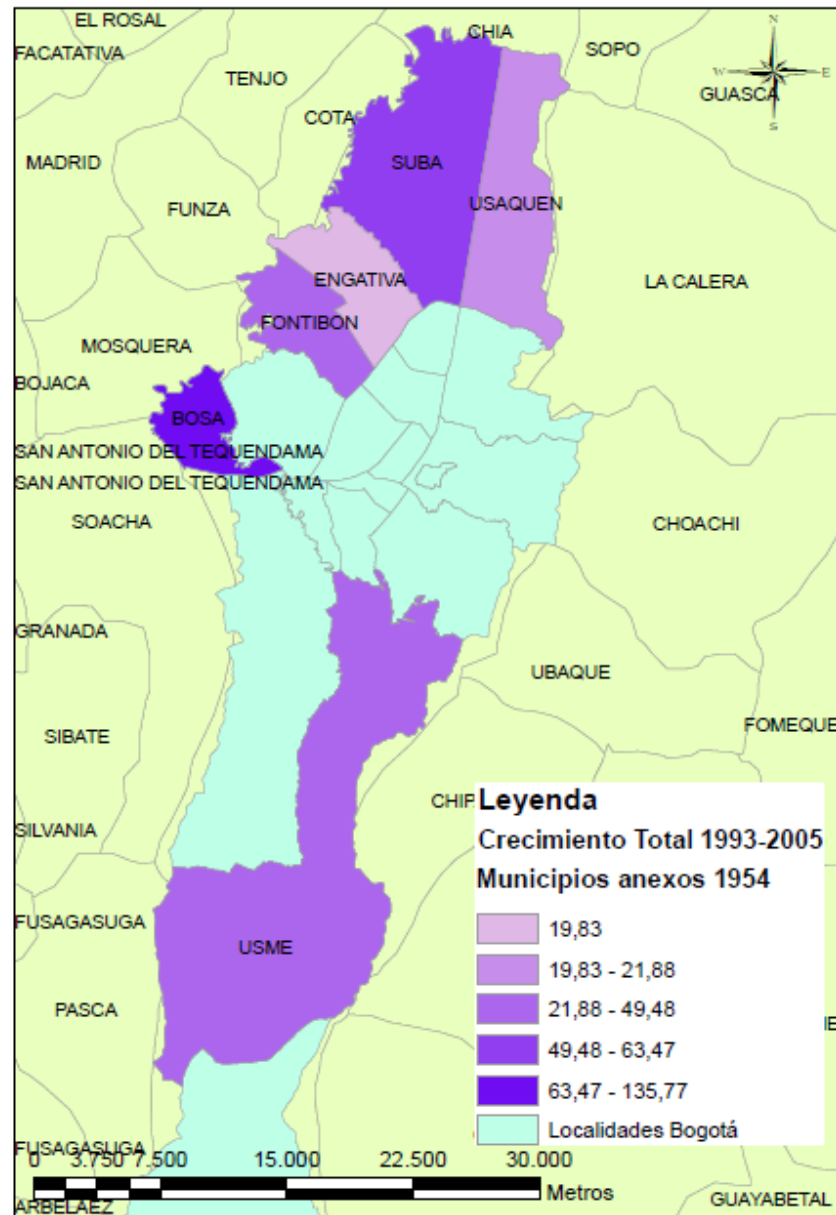 EL ROSAL
CHIA
SOPO
FACATATIVA
TENJO
W E
N
S
GUASCA
COTA
MADRID
SUBA
FUNZA
USAQUEN
ENGATIVA
LA CALERA
FONTIBON
MOSQUERA
BOJACA
BOSA
SAN ANTONIO DEL TEQUENDAMA
SAN ANTONIO DEL TEQUENDAMA
SOACHA
CHOACHI
GRANADA
UBAQUE
SIBATE
FOMEQUE
CHIP
SILVANIA
Leyenda
Crecimiento Total 1993-2005
Municipios anexos 1954
19,83
19,83 - 21,88
21,88 - 49,48
49,48 - 63,47
63,47 - 135,77
Localidades Bogotá
FUSAGASUGA
USME
PASCA
FUSAGASUGA
0 3.750 7.500 15.000 22.500 30.000
Metros
ARBELAEZ
GUAYABETAL